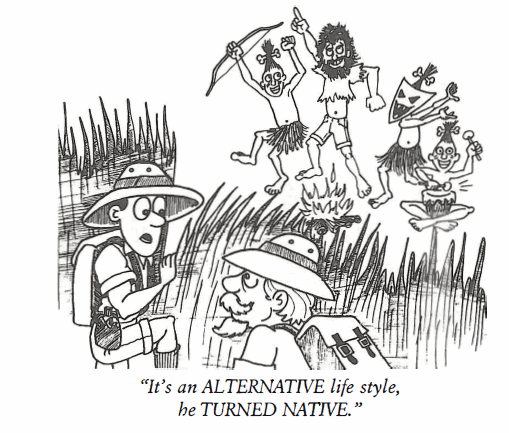 “It’s an ALTERNATIVE life style,
he TURNED NATIVE.”